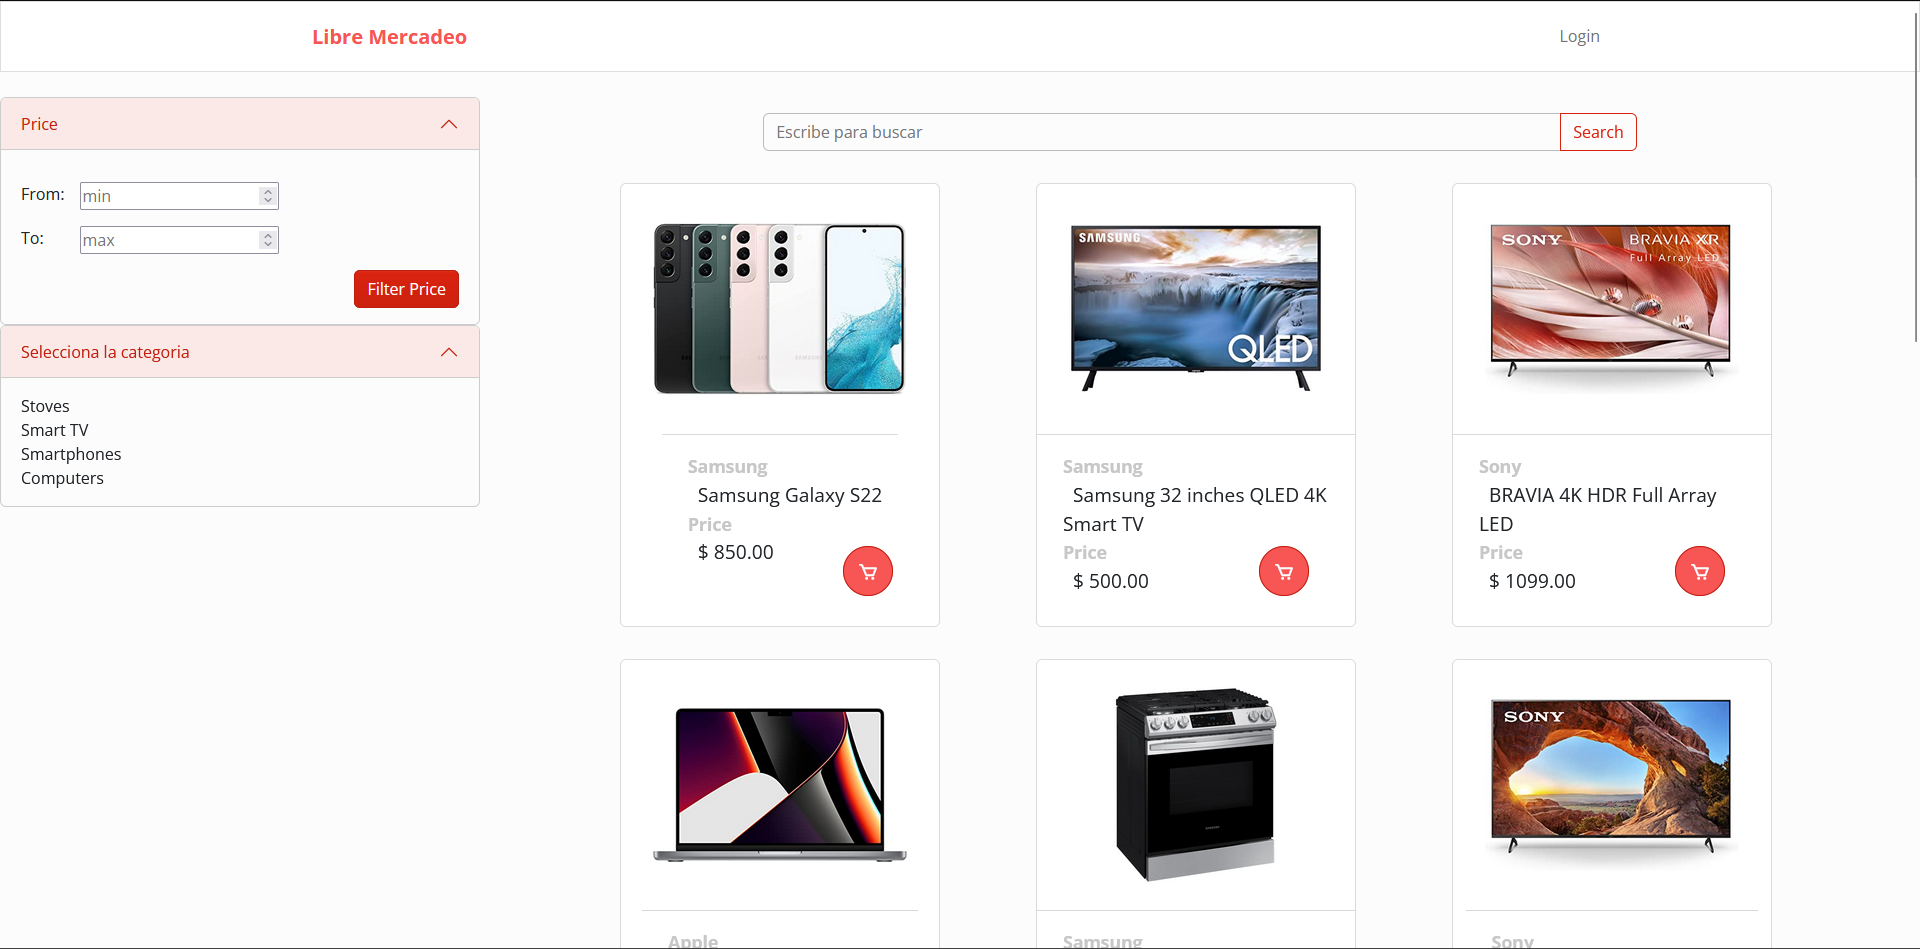 Libre Mercadeo
Login
Price
From:
min
To:
max
Filter Price
Selecciona la categoria
Stoves
Smart TV
Smartphones
Computers
Escribe para buscar
Search
Samsung
Samsung Galaxy S22
Price
$ 850.00
SAMSUNG
QLED
Samsung
Samsung 32 inches QLED 4K
Smart TV
Price
$ 500.00
SONY
BRAVIA XR
Full Array LED
Sony
BRAVIA 4K HDR Full Array
LED
Price
$ 1099.00
Apple
Samsung
SONY
Sony